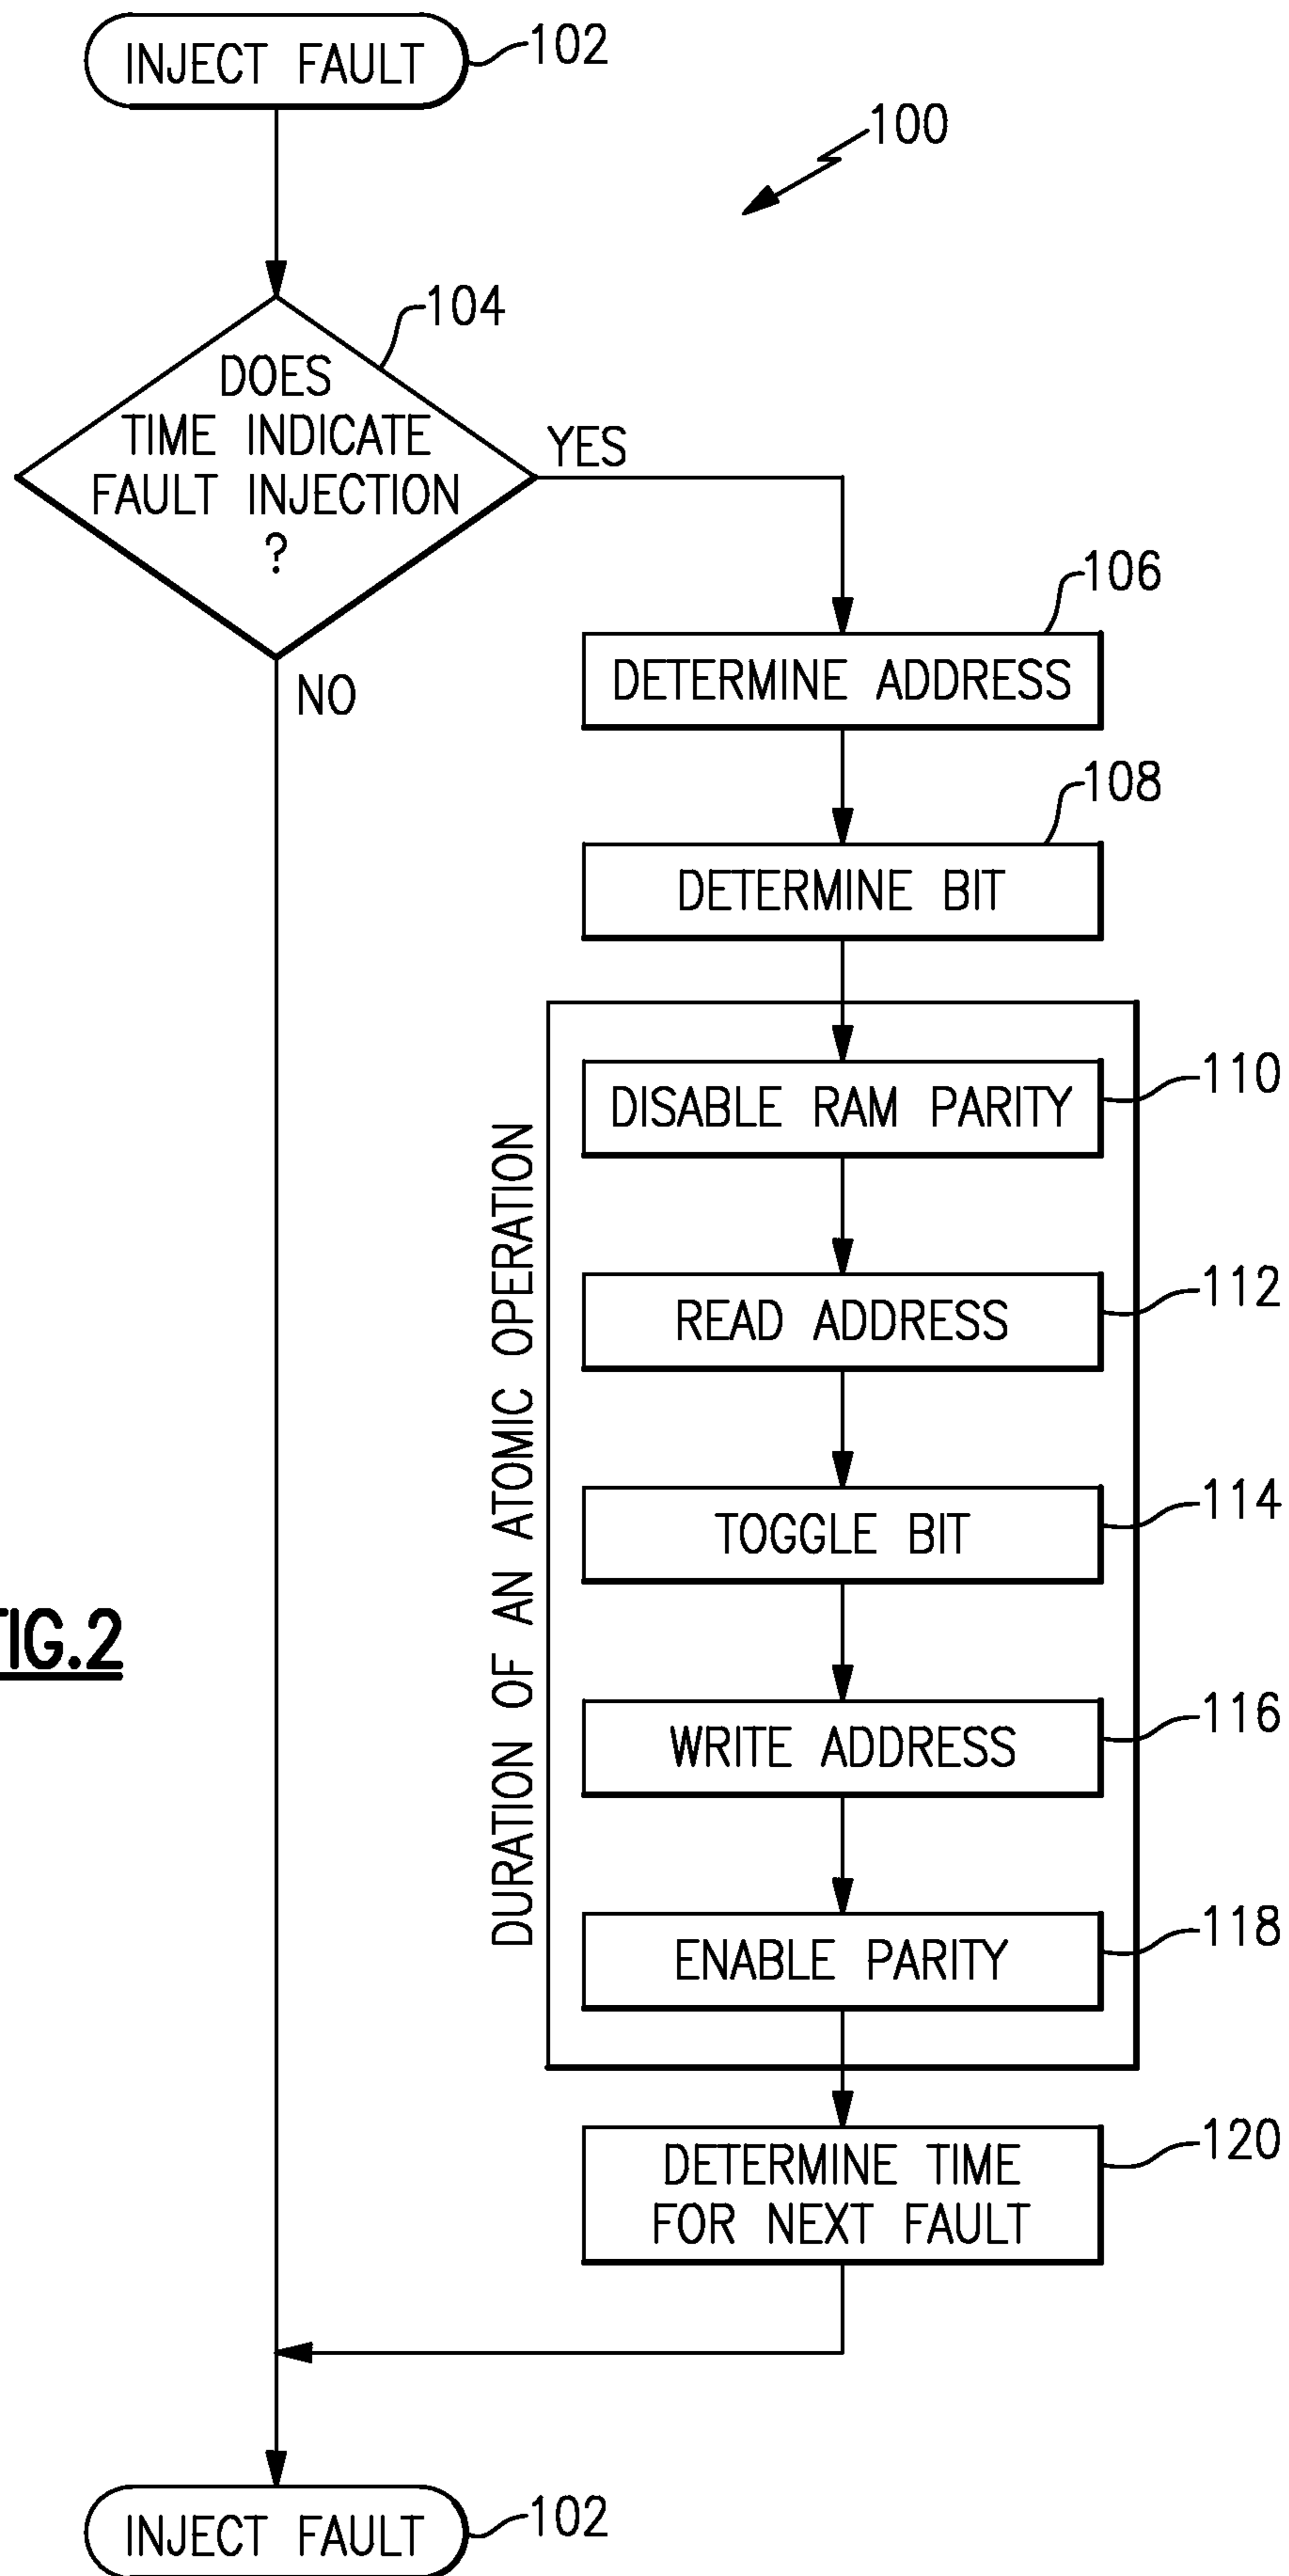 INJECT FAULT
102
100
104
DOES
TIME INDICATE
FAULT INJECTION
?
YES
NO
106
DETERMINE ADDRESS
108
DETERMINE BIT
DURATION OF AN ATOMIC OPERATION
DISABLE RAM PARITY
110
READ ADDRESS
112
TOGGLE BIT
114
WRITE ADDRESS
116
ENABLE PARITY
118
DETERMINE TIME
FOR NEXT FAULT
120
FIG.2
INJECT FAULT
102